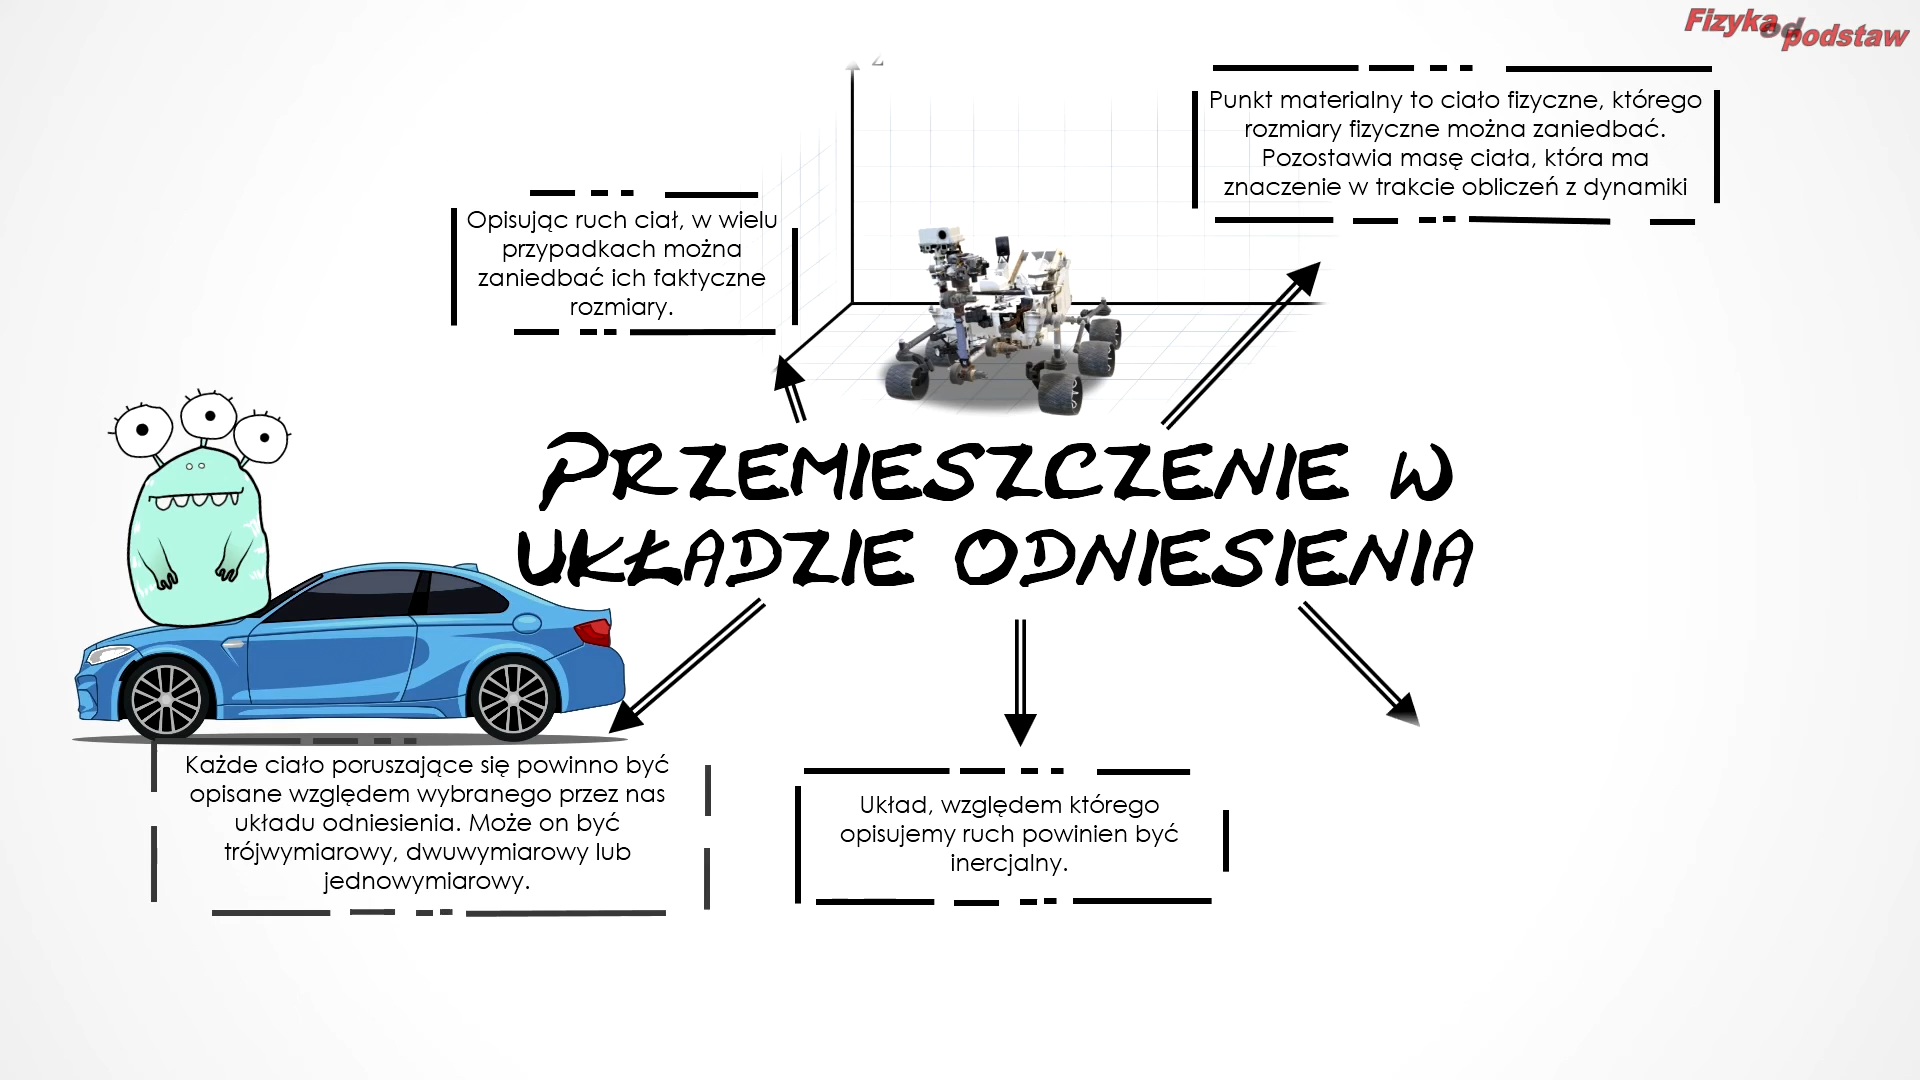 Fizyka od podstaw
z
Punkt materialny to ciało fizyczne, którego
rozmiary fizyczne można zaniedbać.
Pozostawia masę ciała, która ma
znaczenie w trakcie obliczeń z dynamiki
Opisując ruch ciał, w wielu
przypadkach można
zaniedbać ich faktyczne
rozmiary.
PRZEMIESZCZENIE W
UKŁADZIE ODNIESIENIA
Każde ciało poruszające się powinno być
opisane względem wybranego przez nas
układu odniesienia. Może on być
trójwymiarowy, dwuwymiarowy lub
jednowymiarowy.
Układ, względem którego
opisujemy ruch powinien być
inercjalny.